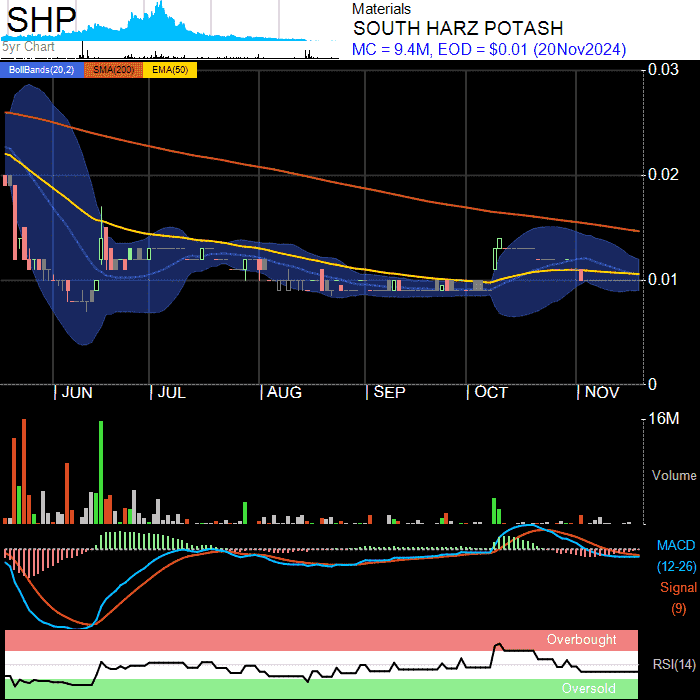 SHP
5yr Chart
Materials
SOUTH HARZ POTASH
MC = 9.4M, EOD = $0.01 (20Nov2024)
BollBands(20,2) SMA(200) EMA(50)
0.03
0.02
0.01
0
JUN JUL AUG SEP OCT NOV
16M
Volume
MACD
(12-26)
Signal
(9)
Overbought
RSI(14)
Oversold